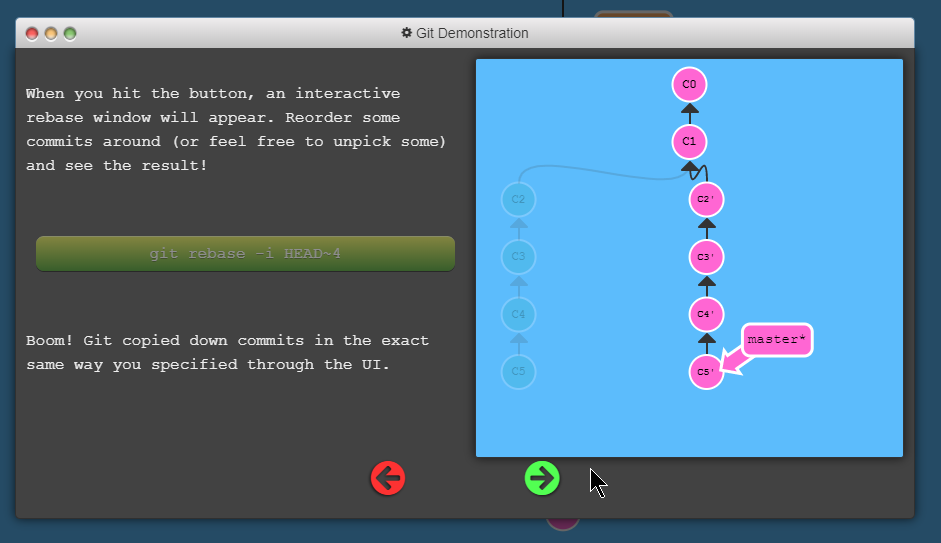 Git Demonstration
When you hit the button, an interactive
rebase window will appear. Reorder some
commits around (or feel free to unpick some)
and see the result!
git rebase -i HEAD~4
Boom! Git copied down commits in the exact
same way you specified through the UI.
C0
C1
C2
C2'
C3
C3'
C4
C4'
master*
C5
C5'